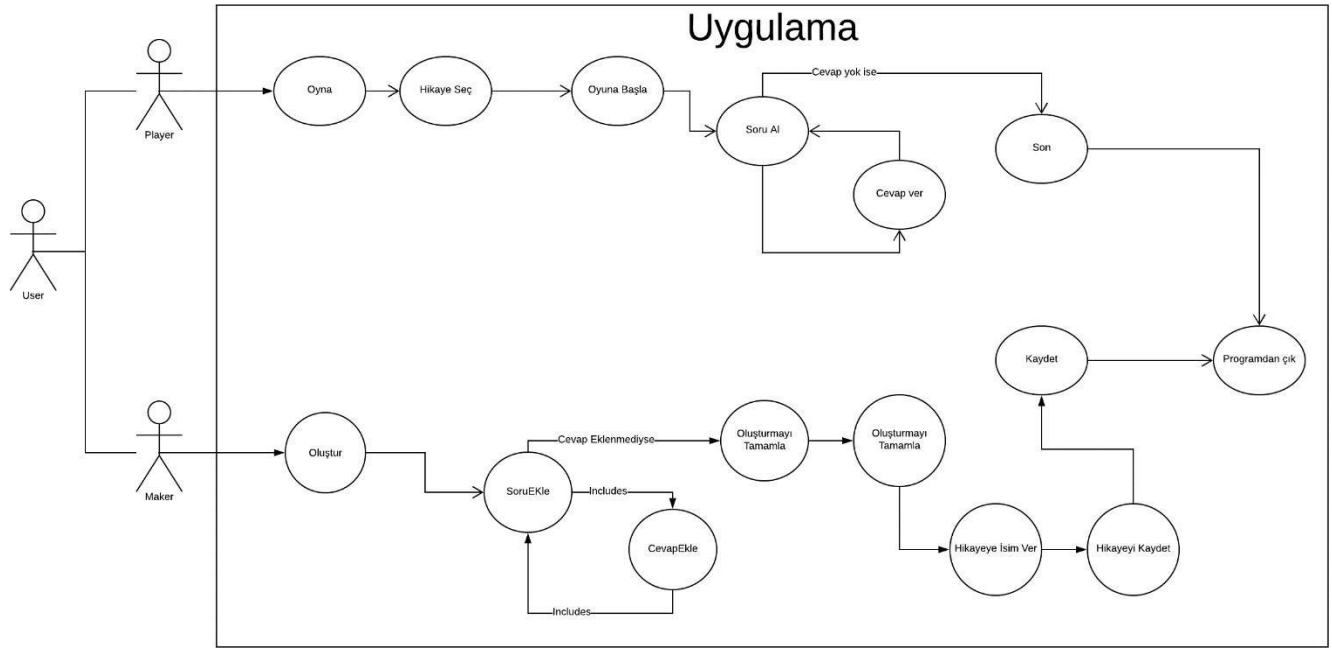 Uygulama
Player
Oyna
Hikaye Seç
Oyuna Başla
Soru Al
Cevap yok ise
Cevap ver
Son
User
Kaydet
Programdan çık
Maker
Oluştur
SoruEKle
Cevap Eklenmediyse
Includes
CevapEkle
Includes
Oluşturmayı
Tamamla
Oluşturmayı
Tamamla
Hikayeye İsim Ver
Hikayeyi Kaydet